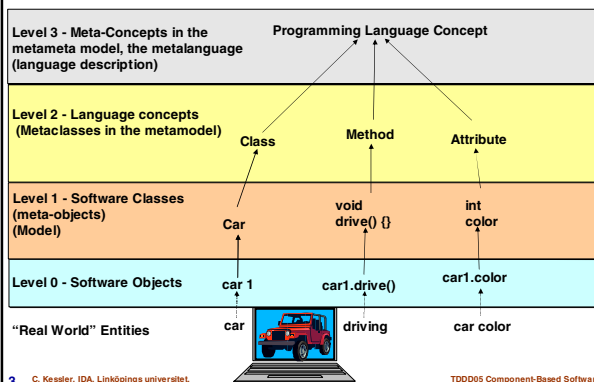 Level 3 - Meta-Concepts in the
metameta model, the metalanguage
(language description)
Programming Language Concept
Level 2 - Language concepts
(Metaclasses in the metamodel)
Class
Method
Attribute
Level 1 - Software Classes
(meta-objects)
(Model)
Car
void
drive() {}
int
color
Level 0 - Software Objects
car 1
car1.drive()
car1.color
"Real World" Entities
car
driving
car color
3 C. Kessler, IDA, Linköpings universitet.
TDDD05 Component-Based Software